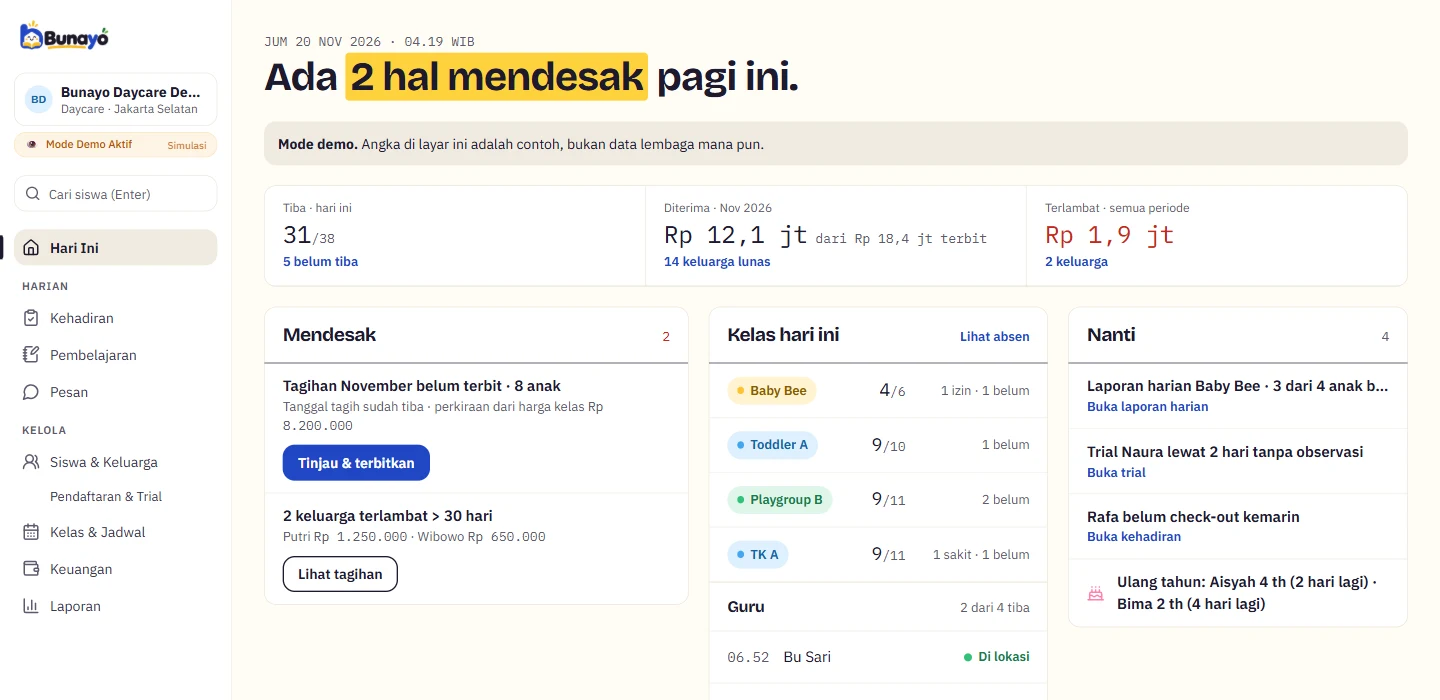 Bunayo
BD
Bunayo Daycare De...
Daycare · Jakarta Selatan
Mode Demo Aktif
Simulasi
Cari siswa (Enter)
Hari Ini
HARIAN
Kehadiran
Pembelajaran
Pesan
KELOLA
Siswa & Keluarga
Pendaftaran & Trial
Kelas & Jadwal
Keuangan
Laporan
JUM 20 NOV 2026 · 04.19 WIB
Ada 2 hal mendesak pagi ini.
Mode demo. Angka di layar ini adalah contoh, bukan data lembaga mana pun.
Tiba · hari ini
31/38
5 belum tiba
Diterima · Nov 2026
Rp 12,1 jt dari Rp 18,4 jt terbit
14 keluarga lunas
Terlambat · semua periode
Rp 1,9 jt
2 keluarga
Mendesak 2
Tagihan November belum terbit · 8 anak
Tanggal tagih sudah tiba · perkiraan dari harga kelas Rp
8.200.000
Tinjau & terbitkan
2 keluarga terlambat > 30 hari
Putri Rp 1.250.000 · Wibowo Rp 650.000
Lihat tagihan
Kelas hari ini Lihat absen
Baby Bee 4/6 1 izin · 1 belum
Toddler A 9/10 1 belum
Playgroup B 9/11 2 belum
TK A 9/11 1 sakit · 1 belum
Guru 2 dari 4 tiba
06.52 Bu Sari Di lokasi
Nanti 4
Laporan harian Baby Bee · 3 dari 4 anak b...
Buka laporan harian
Trial Naura lewat 2 hari tanpa observasi
Buka trial
Rafa belum check-out kemarin
Buka kehadiran
Ulang tahun: Aisyah 4 th (2 hari lagi) ·
Bima 2 th (4 hari lagi)